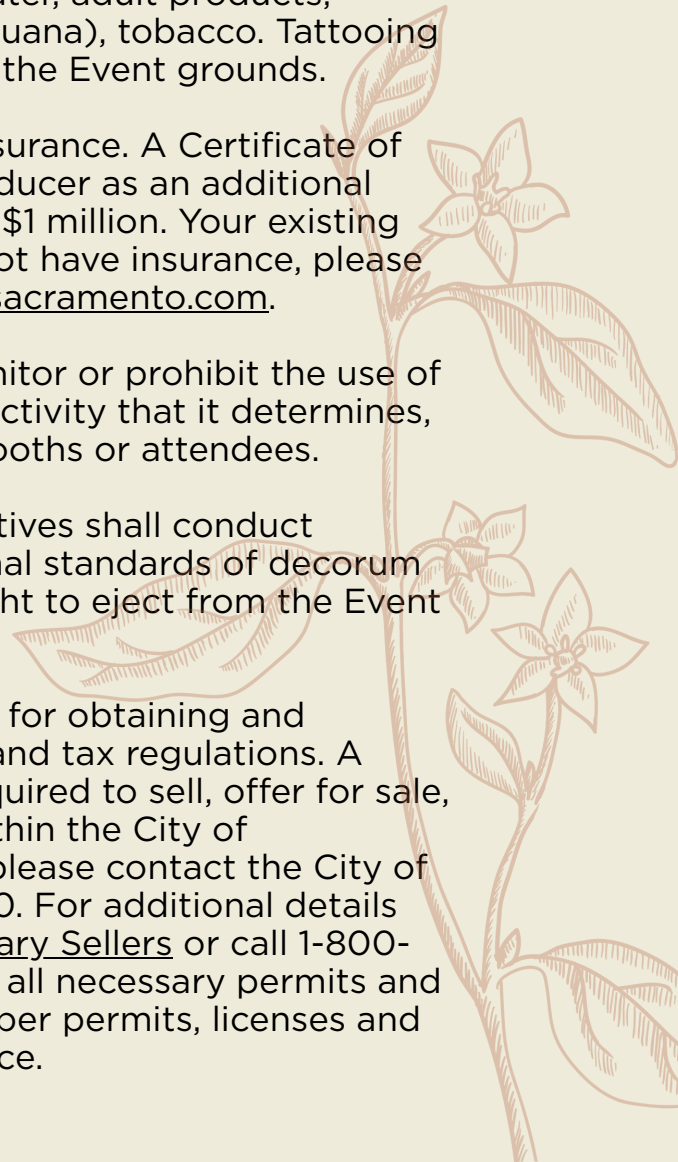 adult products,
uana), tobacco. Tattooing
the Event grounds.
surance. A Certificate of
ducer as an additional
$1 million. Your existing
ot have insurance, please
sacramento.com.
nitor or prohibit the use of
ctivity that it determines,
ooths or attendees.
tives shall conduct
nal standards of decorum
ght to eject from the Event
for obtaining and
and tax regulations. A
quired to sell, offer for sale,
thin the City of
please contact the City of
0. For additional details
ary Sellers or call 1-800-
all necessary permits and
per permits, licenses and
ce.